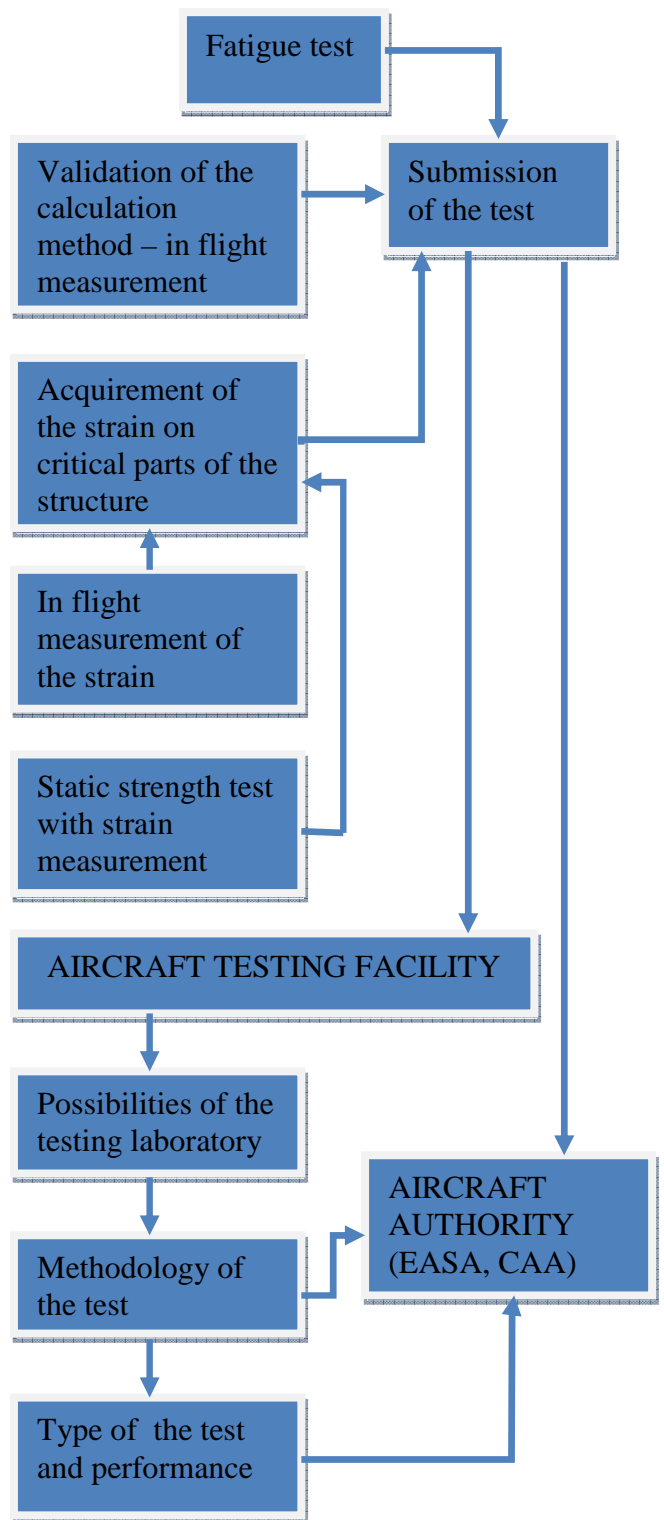 Fatigue test
Validation of the
calculation
method – in flight
measurement
Submission
of the test
Acquirement of
the strain on
critical parts of the
structure
In flight
measurement of
the strain
Static strength test
with strain
measurement
AIRCRAFT TESTING FACILITY
Possibilities of the
testing laboratory
AIRCRAFT
AUTHORITY
(EASA, CAA)
Methodology of
the test
Type of the test
and performance